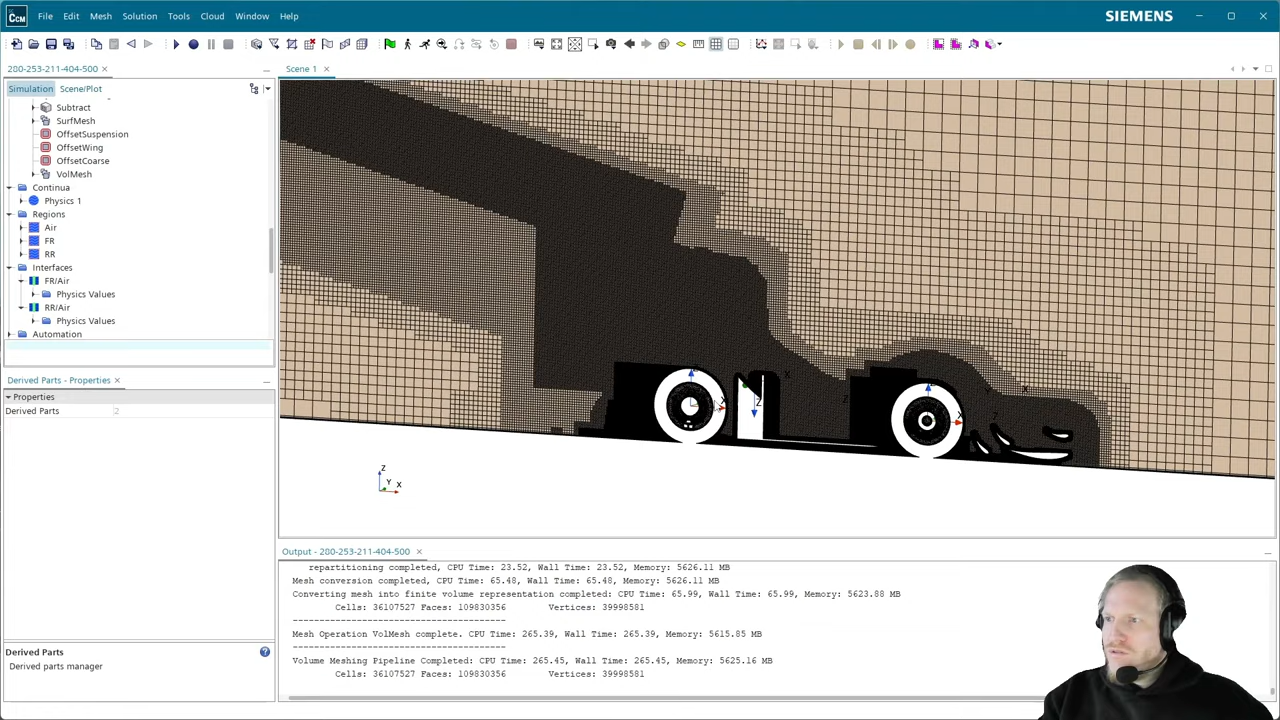 CCM File Edit Mesh Solution Tools Cloud Window Help SIEMENS
280-253-211-404-500
Simulation Scene/Plot
Subtract
SurfMesh
OffsetSuspension
OffsetWing
OffsetCoarse
VolMesh
Continua
Physics 1
Regions
Air
FR
RR
Interfaces
FR/Air
Physics Values
RR/Air
Physics Values
Automation
Derived Parts - Properties
Properties
Derived Parts 2
Derived Parts
Derived parts manager
Scene 1
X
Z
X
Z
X
Z
X
Z
Y X
Output - 280-253-211-404-500
repartitioning completed, CPU Time: 23.52, Wall Time: 23.52, Memory: 5626.11 MB
Mesh conversion completed, CPU Time: 65.48, Wall Time: 65.48, Memory: 5626.11 MB
Converting mesh into finite volume representation completed: CPU Time: 65.99, Wall Time: 65.99, Memory: 5623.88 MB
Cells: 36107527 Faces: 109830356 Vertices: 39998581
---------------------------------------
Mesh Operation VolMesh complete. CPU Time: 265.39, Wall Time: 265.39, Memory: 5615.85 MB
---------------------------------------
Volume Meshing Pipeline Completed: CPU Time: 265.45, Wall Time: 265.45, Memory: 5625.16 MB
Cells: 36107527 Faces: 109830356 Vertices: 39998581